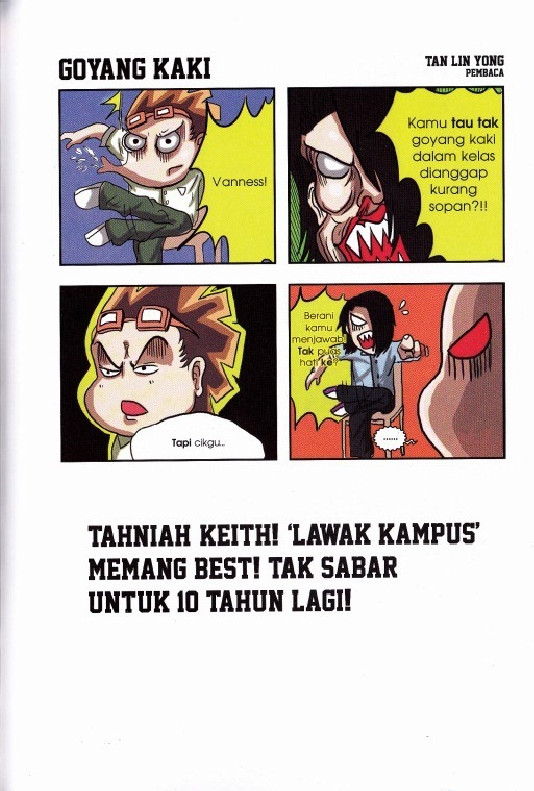 GOYANG KAKI
TAN LIN YONG
PEMBACA
Vanness!
Kamu tau tak
goyang kaki
dalam kelas
dianggap
kurang
sopan?!!
Tapi cikgu...
Berani
kamu
menjawab!
Tak puas
hati ke?
......
TAHNIAH KEITH! 'LAWAK KAMPUS'
MEMANG BEST! TAK SABAR
UNTUK 10 TAHUN LAGI!